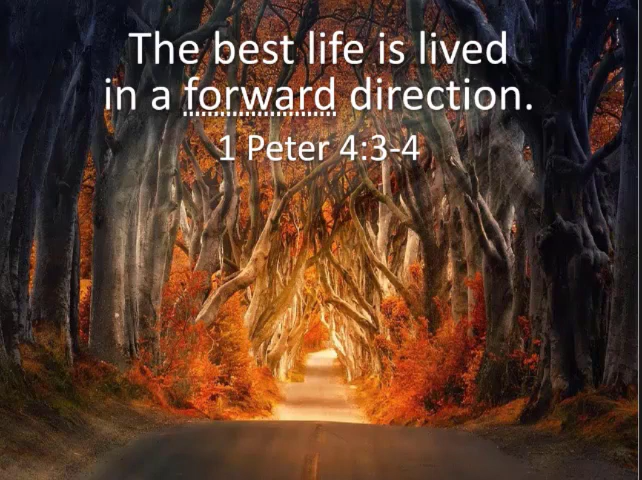 The best life is lived
in a forward direction.
1 Peter 4:3-4